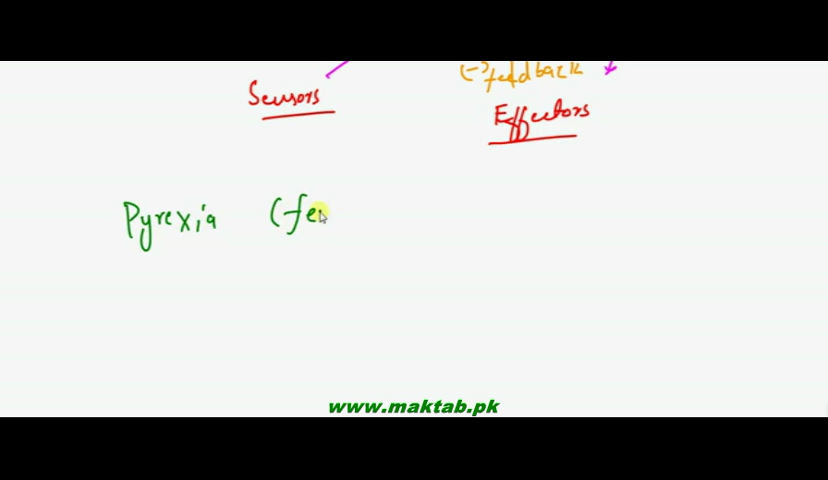 (-) feedback
Sensors
Effectors
Pyrexia (fe
www.maktab.pk